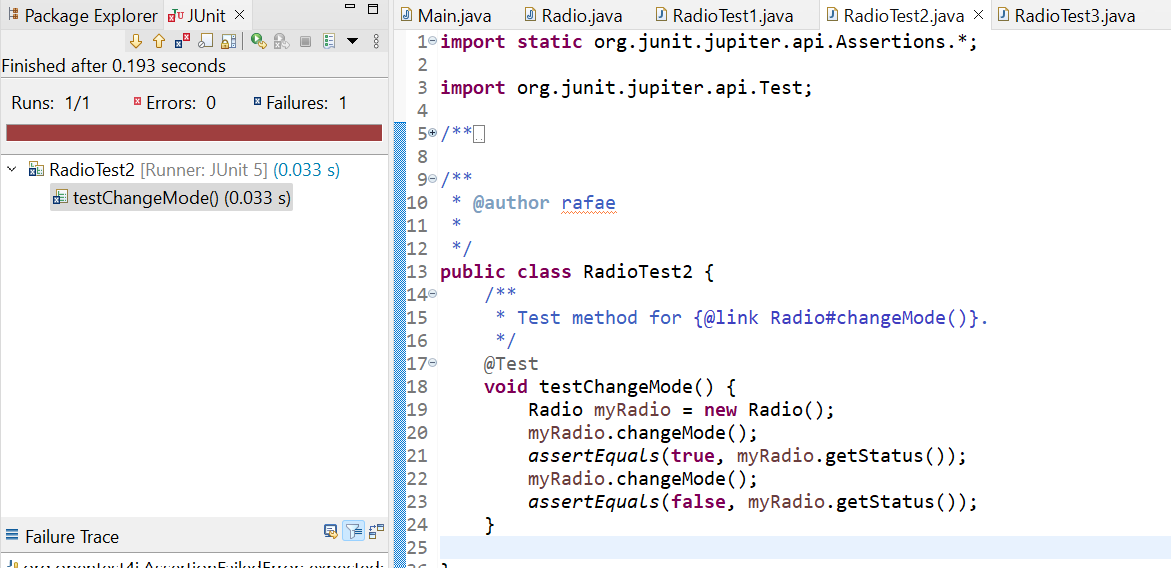 Package Explorer JUnit
Main.java Radio.java RadioTest1.java RadioTest2.java RadioTest3.java
Finished after 0.193 seconds
Runs: 1/1 Errors: 0 Failures: 1
RadioTest2 [Runner: JUnit 5] (0.033 s)
testChangeMode() (0.033 s)
Failure Trace
org.opentest4j.AssertionFailedError: expected:
1 import static org.junit.jupiter.api.Assertions.*;
2
3 import org.junit.jupiter.api.Test;
4
5 /**
8
9 /**
10 * @author rafae
11 *
12 */
13 public class RadioTest2 {
14 /**
15 * Test method for {@link Radio#changeMode()}.
16 */
17 @Test
18 void testChangeMode() {
19 Radio myRadio = new Radio();
20 myRadio.changeMode();
21 assertEquals(true, myRadio.getStatus());
22 myRadio.changeMode();
23 assertEquals(false, myRadio.getStatus());
24 }
25